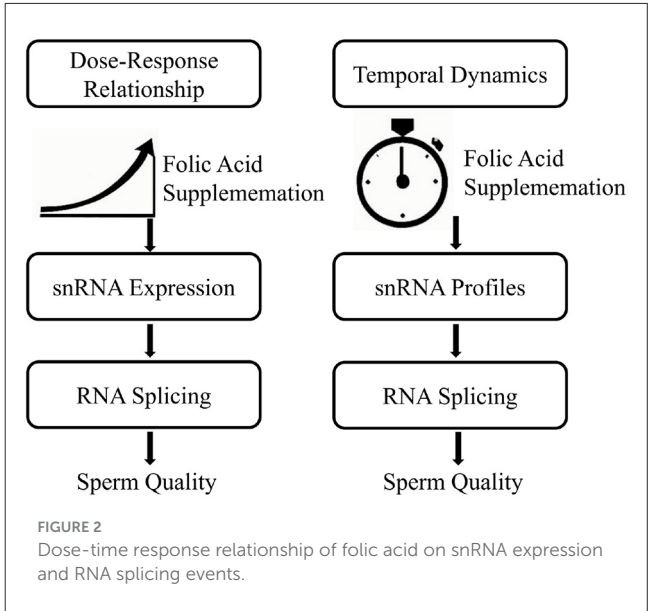 Dose-Response
Relationship
Folic Acid
Supplememation
snRNA Expression
RNA Splicing
Sperm Quality
Temporal Dynamics
Folic Acid
Supplememation
snRNA Profiles
RNA Splicing
Sperm Quality
FIGURE 2
Dose-time response relationship of folic acid on snRNA expression
and RNA splicing events.